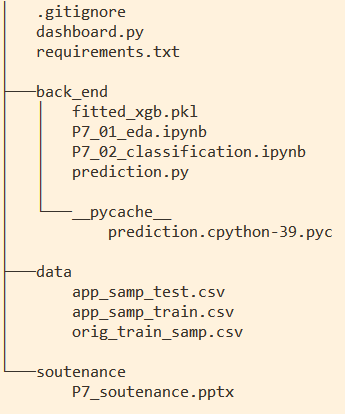 .gitignore
dashboard.py
requirements.txt
back_end
fitted_xgb.pkl
P7_01_eda.ipynb
P7_02_classification.ipynb
prediction.py
__pycache__
prediction.cpython-39.pyc
data
app_samp_test.csv
app_samp_train.csv
orig_train_samp.csv
soutenance
P7_soutenance.pptx